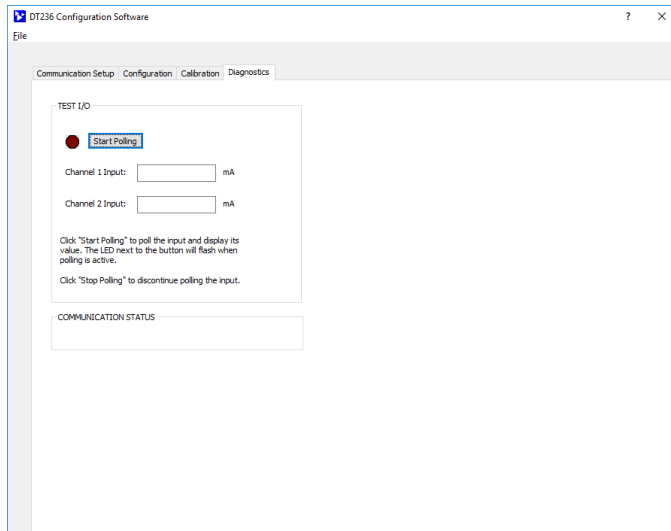 DT236 Configuration Software
?
File
Communication Setup Configuration Calibration Diagnostics
TEST I/O
Start Polling
Channel 1 Input: mA
Channel 2 Input: mA
Click "Start Polling" to poll the input and display its
value. The LED next to the button will flash when
polling is active.
Click "Stop Polling" to discontinue polling the input.
COMMUNICATION STATUS